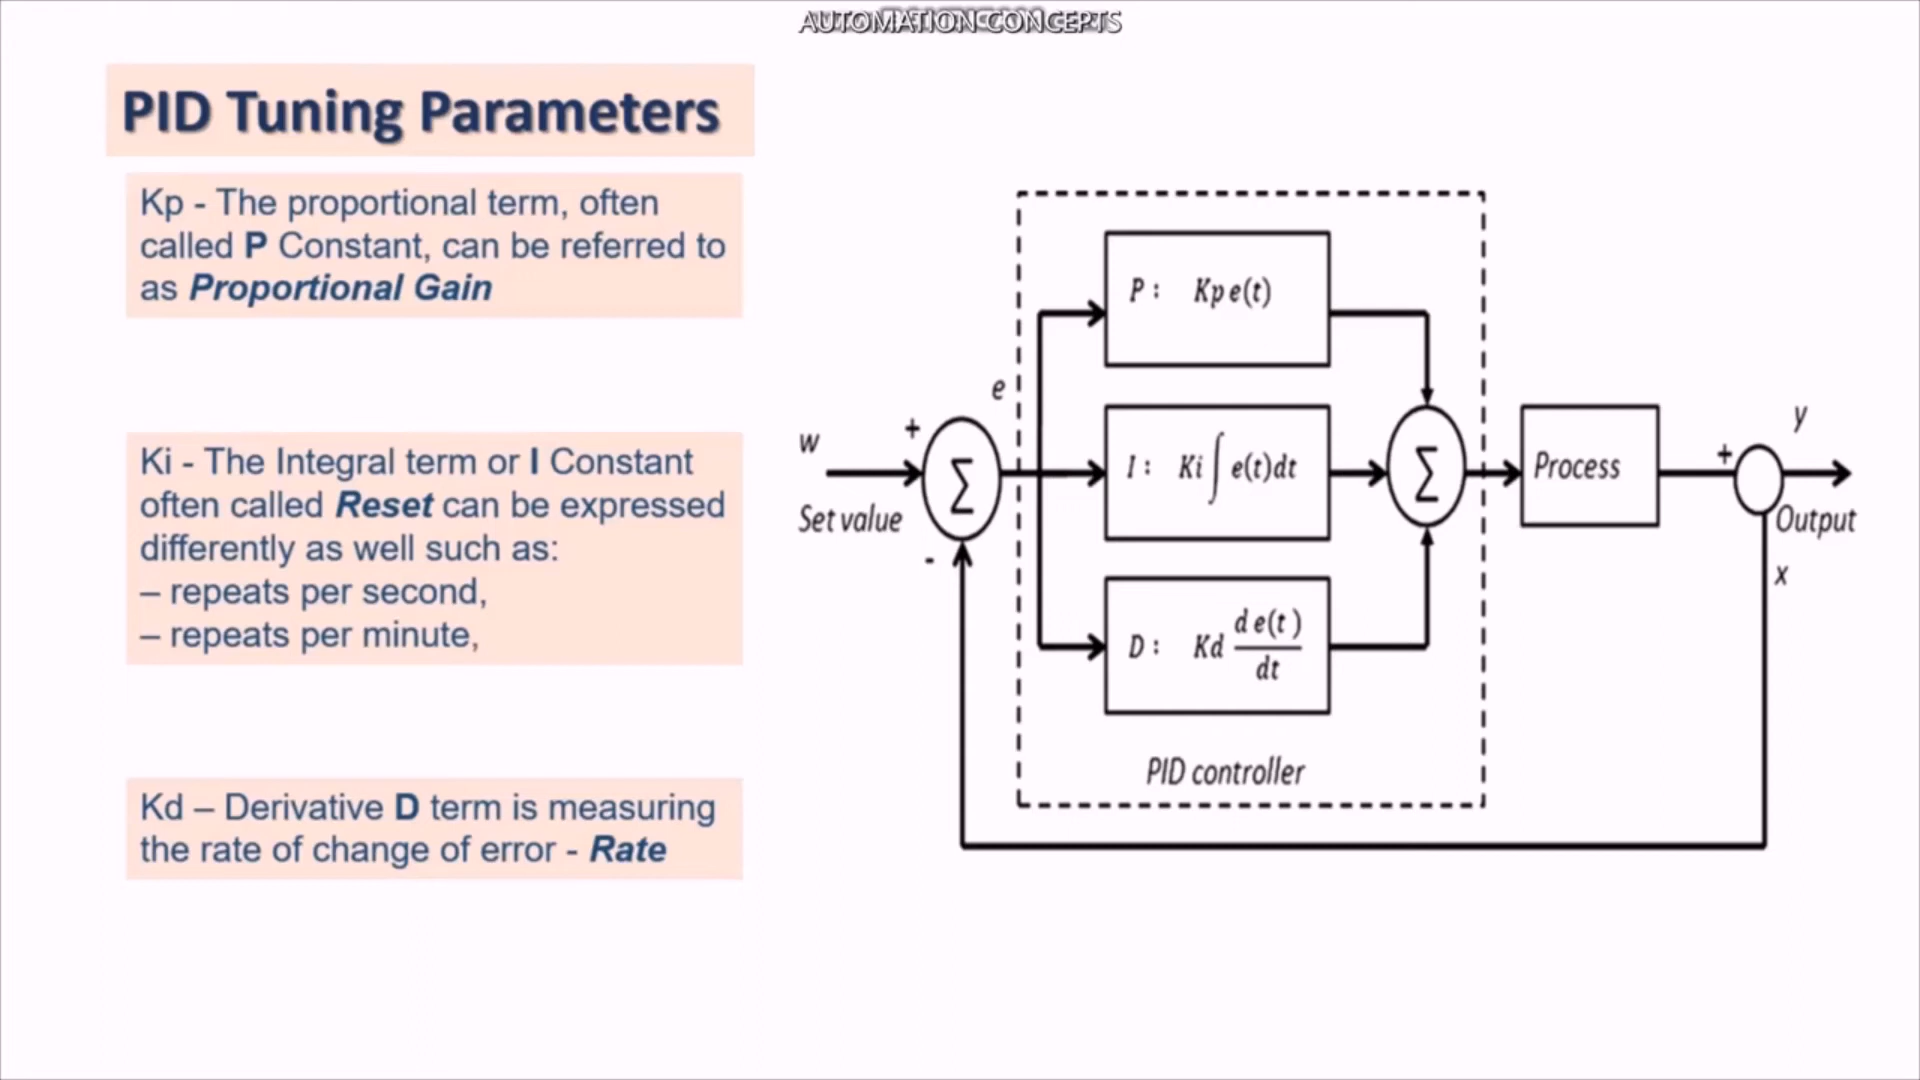 AUTOMATION CONCEPTS
PID Tuning Parameters
Kp - The proportional term, often
called P Constant, can be referred to
as Proportional Gain
Ki - The Integral term or I Constant
often called Reset can be expressed
differently as well such as:
– repeats per second,
– repeats per minute,
Kd – Derivative D term is measuring
the rate of change of error - Rate
w
Set value
+
-
Σ
e
P : Kp e(t)
I : Ki ∫ e(t)dt
D : Kd d e(t) / dt
PID controller
Σ
Process
+
y
Output
x